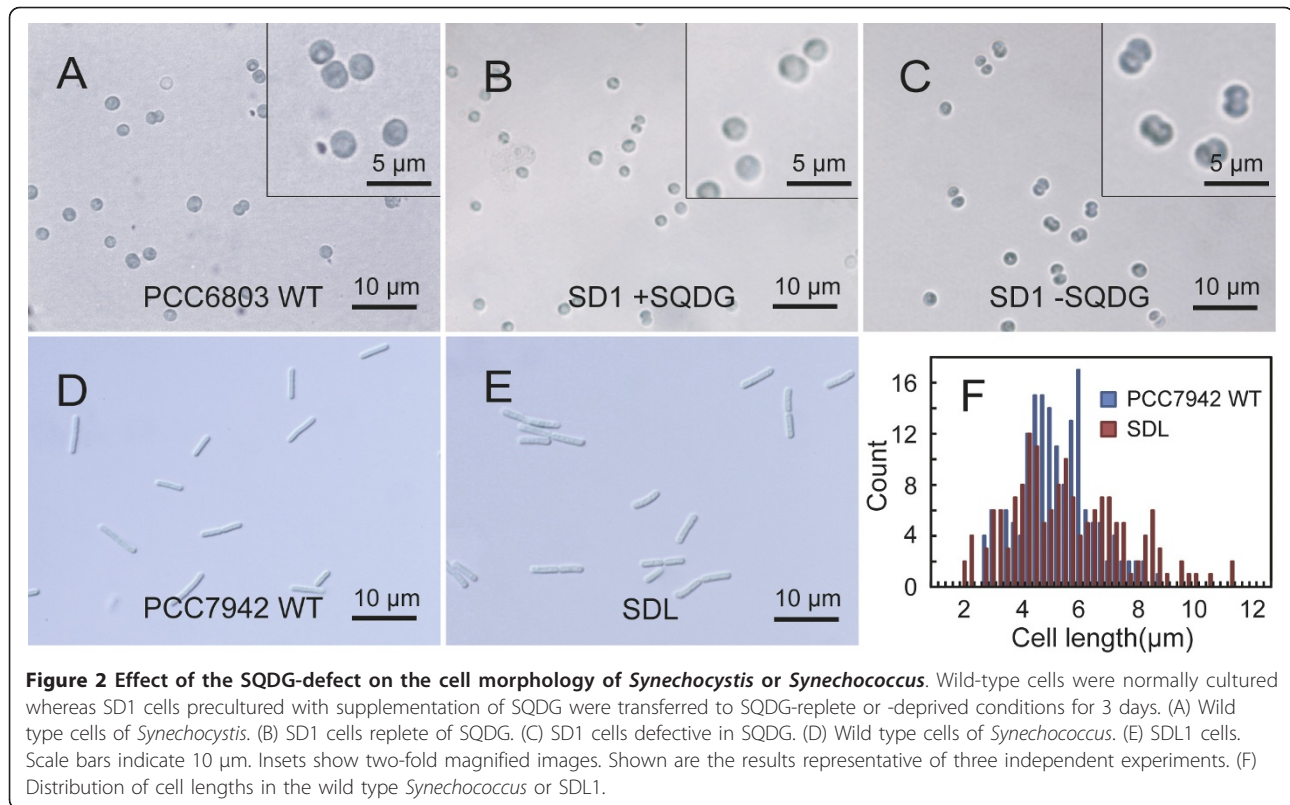 A
5 µm
PCC6803 WT
10 µm
B
5 µm
SD1 +SQDG
10 µm
C
5 µm
SD1 -SQDG
10 µm
D
PCC7942 WT
10 µm
E
SDL
10 µm
F
PCC7942 WT
SDL
Count
16
12
8
4
0
2 4 6 8 10 12
Cell length(µm)
Figure 2 Effect of the SQDG-defect on the cell morphology of Synechocystis or Synechococcus. Wild-type cells were normally cultured
whereas SD1 cells precultured with supplementation of SQDG were transferred to SQDG-replete or -deprived conditions for 3 days. (A) Wild
type cells of Synechocystis. (B) SD1 cells replete of SQDG. (C) SD1 cells defective in SQDG. (D) Wild type cells of Synechococcus. (E) SDL1 cells.
Scale bars indicate 10 µm. Insets show two-fold magnified images. Shown are the results representative of three independent experiments. (F)
Distribution of cell lengths in the wild type Synechococcus or SDL1.